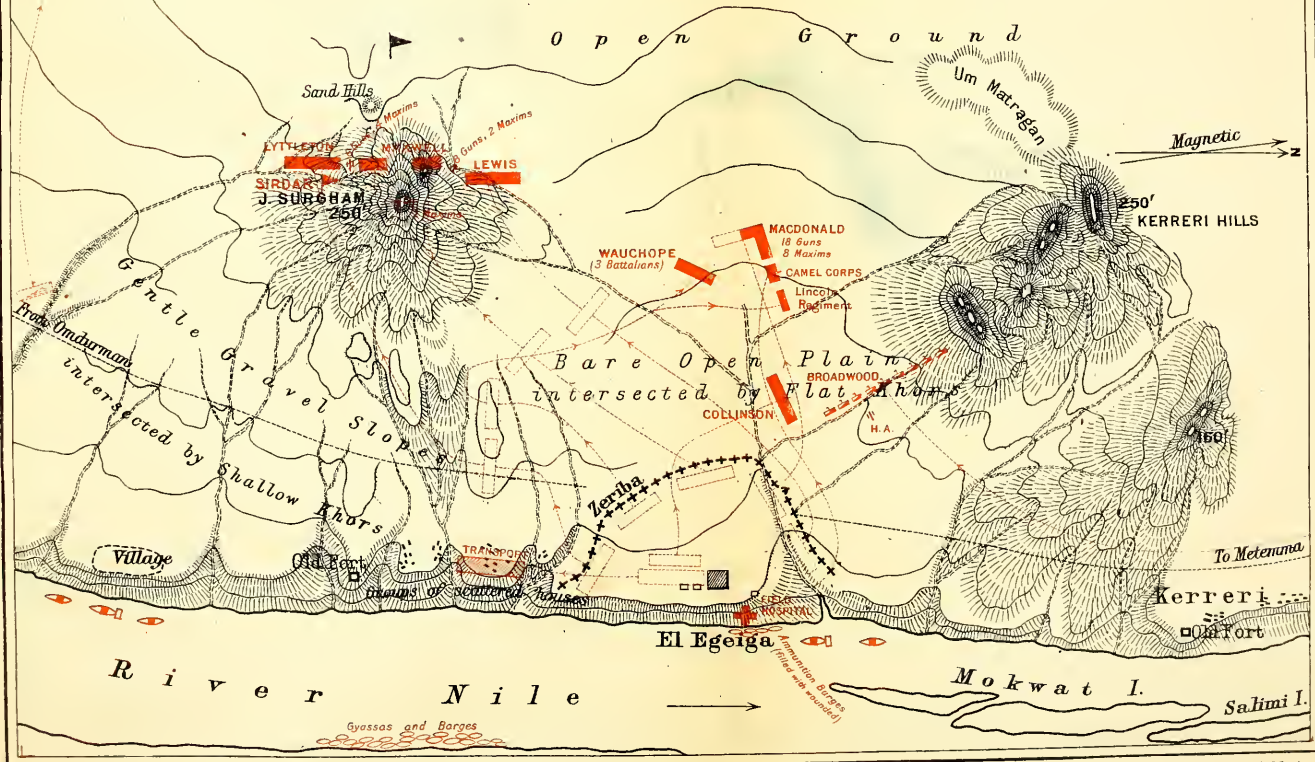 Open Ground
Um Matragan
Sand Hills
Maxims
Guns, 2 Maxims
LYTTLETON
MAXWELL
LEWIS
SIRDAR
J. SURGHAM
250
Maxims
Magnetic
N
250'
KERRERI HILLS
MACDONALD
18 Guns
8 Maxims
WAUCHOPE
(3 Battalions)
CAMEL CORPS
Lincoln
Regiment
Gentle Gravel Slopes
intersected by Shallow Khors
From Omdurman
Bare Open Plain
intersected by Flat Khors
BROADWOOD
COLLINSON
H.A.
160'
Zeriba
Village
Old Fort
TRANSPORT
Groups of scattered houses
FIELD
HOSPITAL
El Egeiga
Ammunition Barges
(filled with wounded)
To Metemma
Kerreri
Old Fort
River Nile
Mokwat I.
Salimi I.
Gyassas and Barges